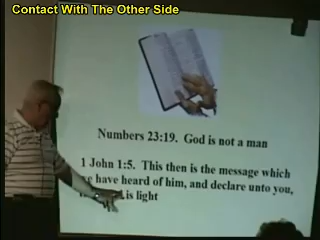 Contact With The Other Side
Numbers 23:19. God is not a man
1 John 1:5. This then is the message which
have heard of him, and declare unto you,
is light